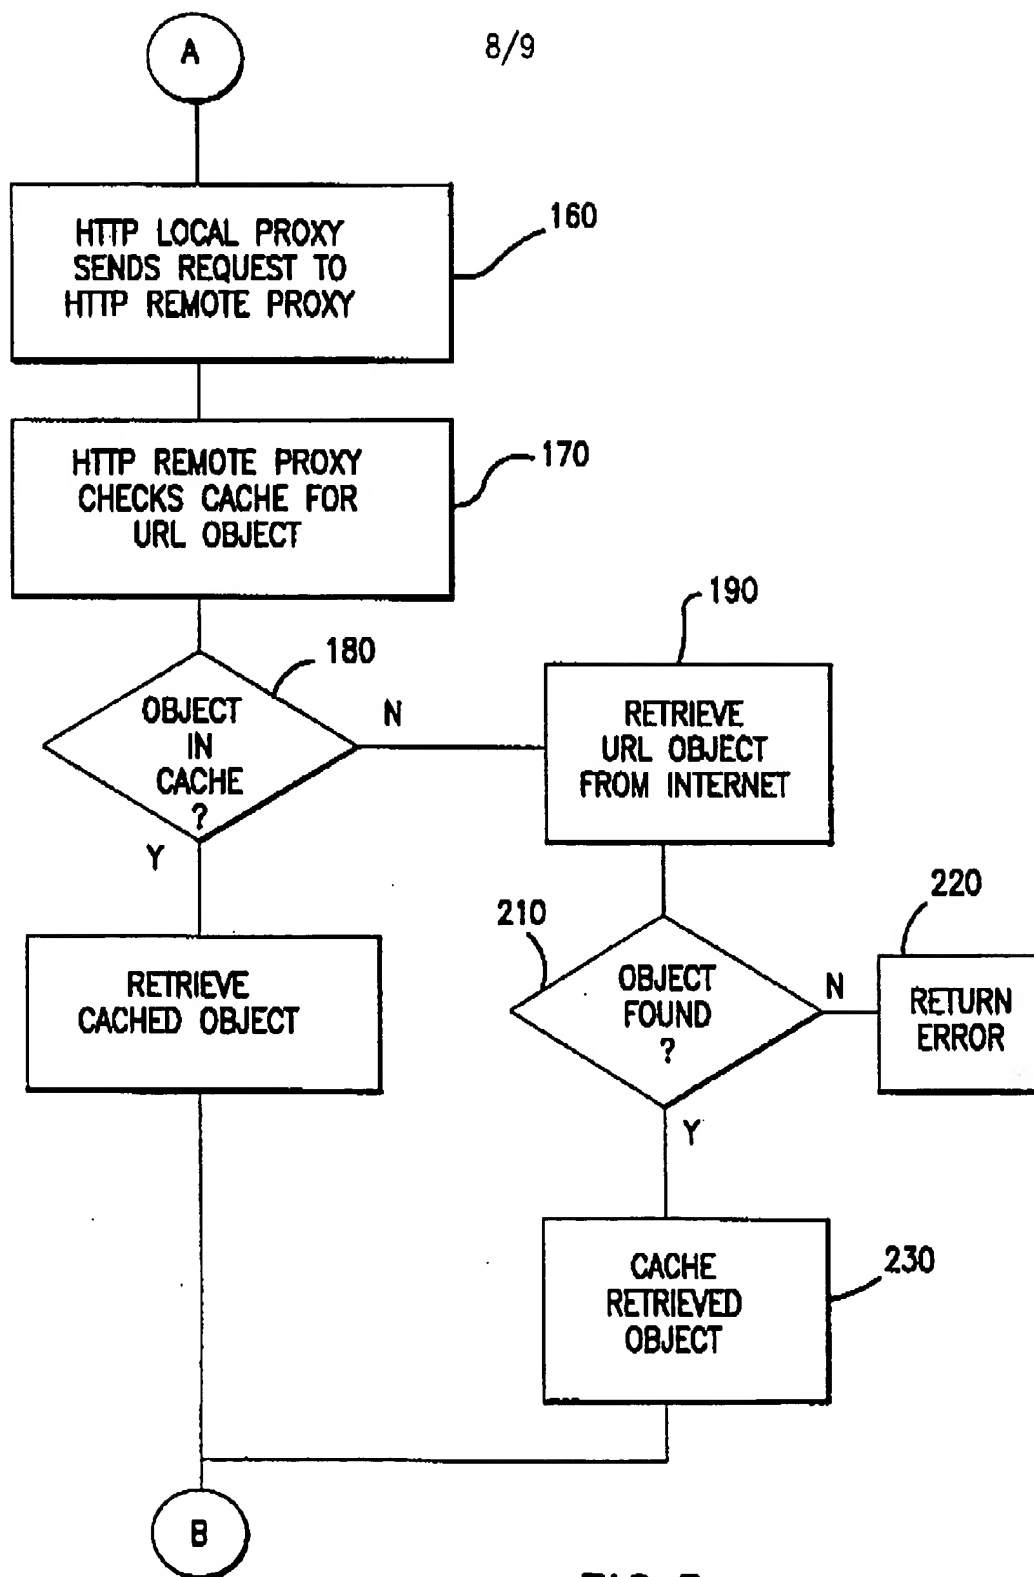 A
8/9
HTTP LOCAL PROXY
SENDS REQUEST TO
HTTP REMOTE PROXY
160
HTTP REMOTE PROXY
CHECKS CACHE FOR
URL OBJECT
170
180
OBJECT
IN
CACHE
?
N
Y
190
RETRIEVE
URL OBJECT
FROM INTERNET
RETRIEVE
CACHED OBJECT
210
OBJECT
FOUND
?
N
Y
220
RETURN
ERROR
CACHE
RETRIEVED
OBJECT
230
B